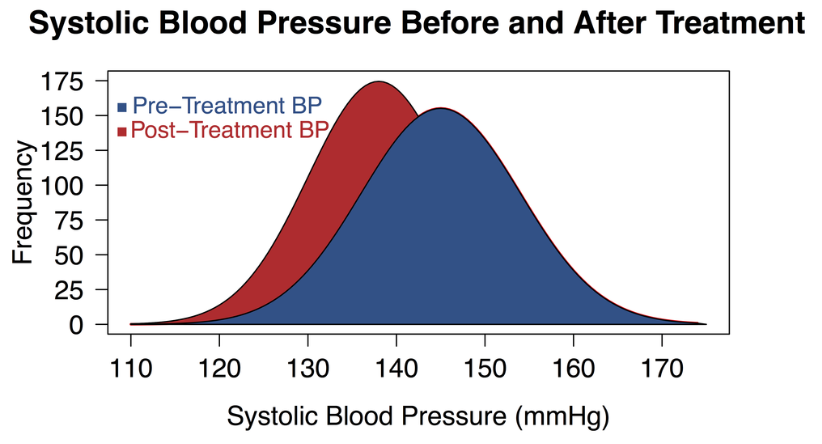 Systolic Blood Pressure Before and After Treatment
Frequency
175
150
125
100
75
50
25
0
Pre−Treatment BP
Post−Treatment BP
110 120 130 140 150 160 170
Systolic Blood Pressure (mmHg)